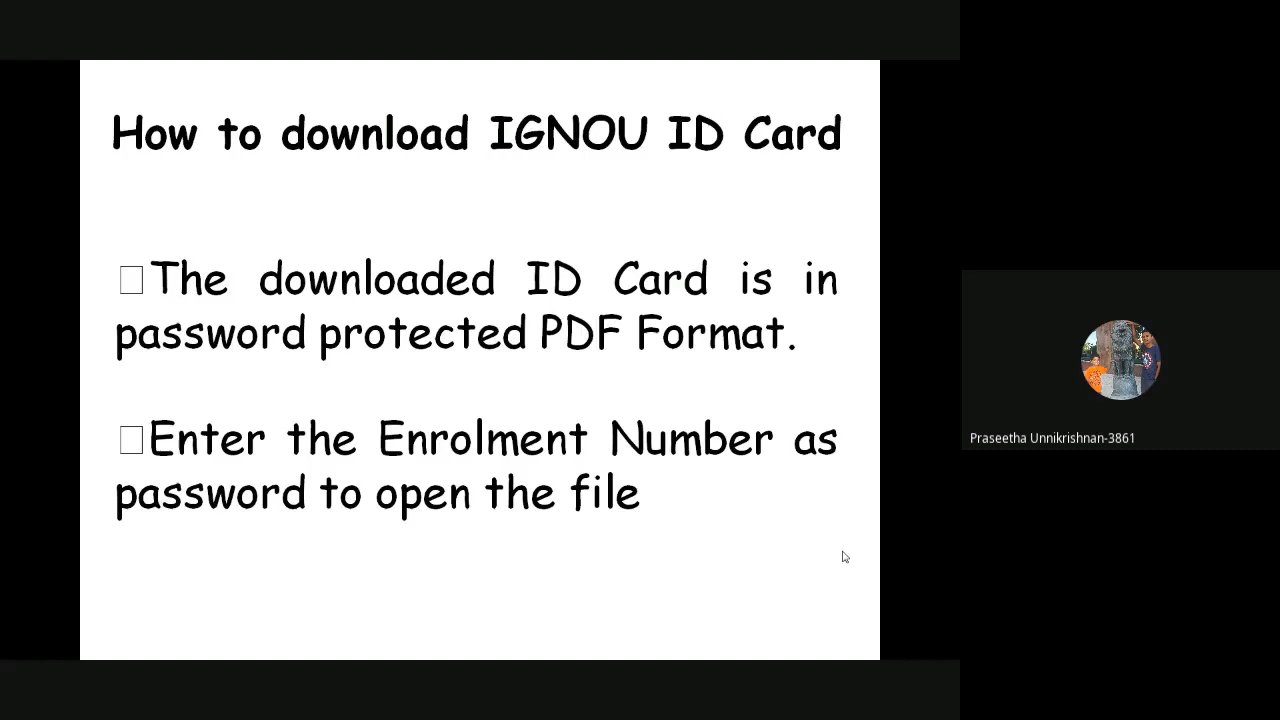 How to download IGNOU ID Card
The downloaded ID Card is in
password protected PDF Format.
Enter the Enrolment Number as
password to open the file
Praseetha Unnikrishnan-3861